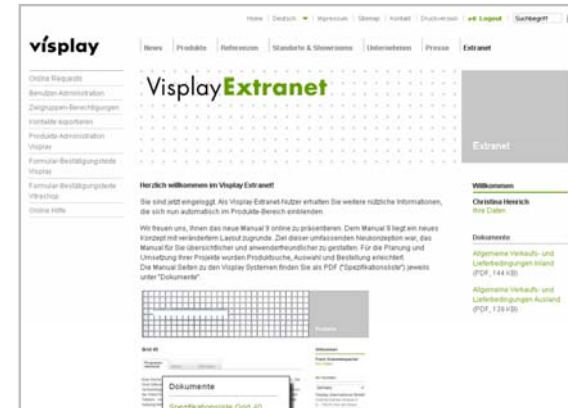 Home | Deutsch | Impressum | Sitemap | Kontakt | Druckversion | Logout Suchbegriff
vísplay
News | Produkte | Referenzen | Standorte & Showrooms | Unternehmen | Presse | Extranet
VisplayExtranet
Extranet
Online Requests
Benutzer-Administration
Zielgruppen-Berechtigungen
Kontakte exportieren
Produkte-Administration
Visplay
Formular-Bestätigungstexte
Visplay
Formular-Bestätigungstexte
Vitrashop
Online Hilfe
Herzlich willkommen im Visplay Extranet!
Sie sind jetzt eingeloggt. Als Visplay Extranet-Nutzer erhalten Sie weitere nützliche Informationen,
die sich nun automatisch im Produkte-Bereich einblenden.
Wir freuen uns, Ihnen das neue Manual 9 online zu präsentieren. Dem Manual 9 liegt ein neues
Konzept mit verändertem Layout zugrunde. Ziel dieser umfassenden Neukonzeption war, das
Manual für Sie übersichtlicher und anwenderfreundlicher zu gestalten. Für die Planung und
Umsetzung Ihrer Projekte wurden Produktsuche, Auswahl und Bestellung erleichtert.
Die Manual Seiten zu den Visplay Systemen finden Sie als PDF ("Spezifikationsliste") jeweils
unter "Dokumente".
Grid 40
Dokumente
Spezifikationsliste Grid 40
Willkommen
Christina Henrich
Ihre Daten
Dokumente
Allgemeine Verkaufs- und
Lieferbedingungen Inland
(PDF, 144 KB)
Allgemeine Verkaufs- und
Lieferbedingungen Ausland
(PDF, 139 KB)